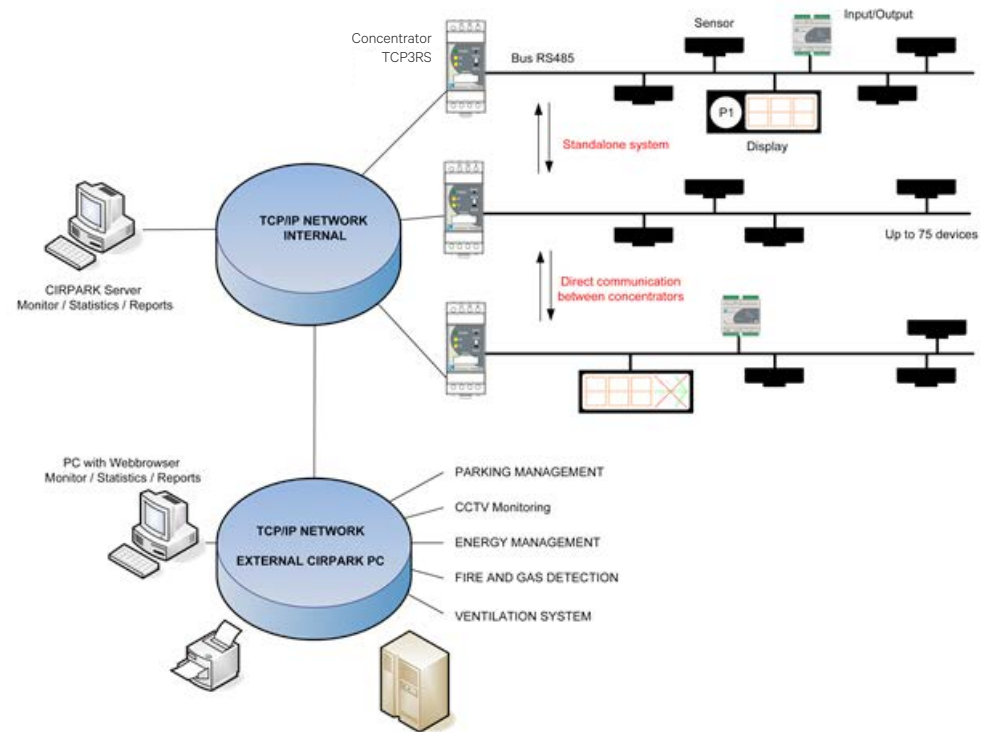 Concentrator
TCP3RS
Bus RS485
Sensor
Input/Output
P1
Display
Standalone system
TCP/IP NETWORK
INTERNAL
CIRPARK Server
Monitor / Statistics / Reports
Up to 75 devices
Direct communication
between concentrators
PC with Webbrowser
Monitor / Statistics / Reports
TCP/IP NETWORK
EXTERNAL CIRPARK PC
PARKING MANAGEMENT
CCTV Monitoring
ENERGY MANAGEMENT
FIRE AND GAS DETECTION
VENTILATION SYSTEM